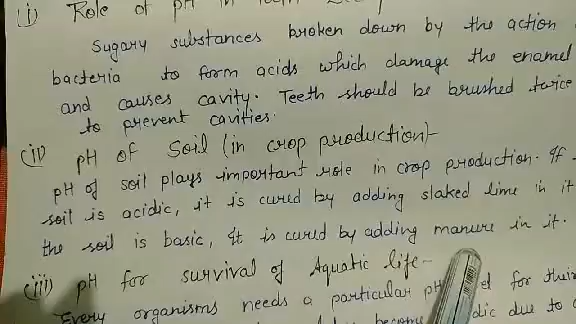 (i) Role of pH in
Sugary substances broken down by the action
bacteria to form acids which damage the enamel
and causes cavity. Teeth should be brushed twice
to prevent cavities.
(ii) pH of Soil (in crop production)-
pH of soil plays important role in crop production. If
soil is acidic, it is cured by adding slaked lime in it
the soil is basic, it is cured by adding manure in it.
(iii) pH for survival of Aquatic life-
Every organisms needs a particular pH for their
become due to